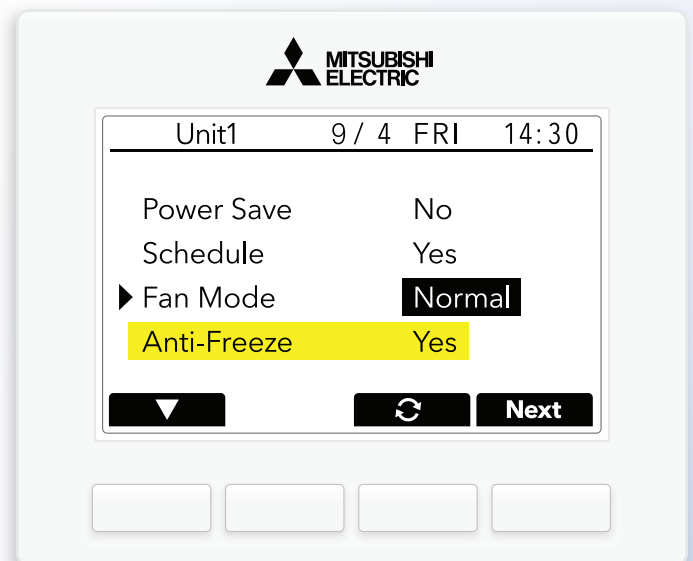 MITSUBISHI
ELECTRIC
Unit1 9/ 4 FRI 14:30
Power Save No
Schedule Yes
Fan Mode Normal
Anti-Freeze Yes
Next